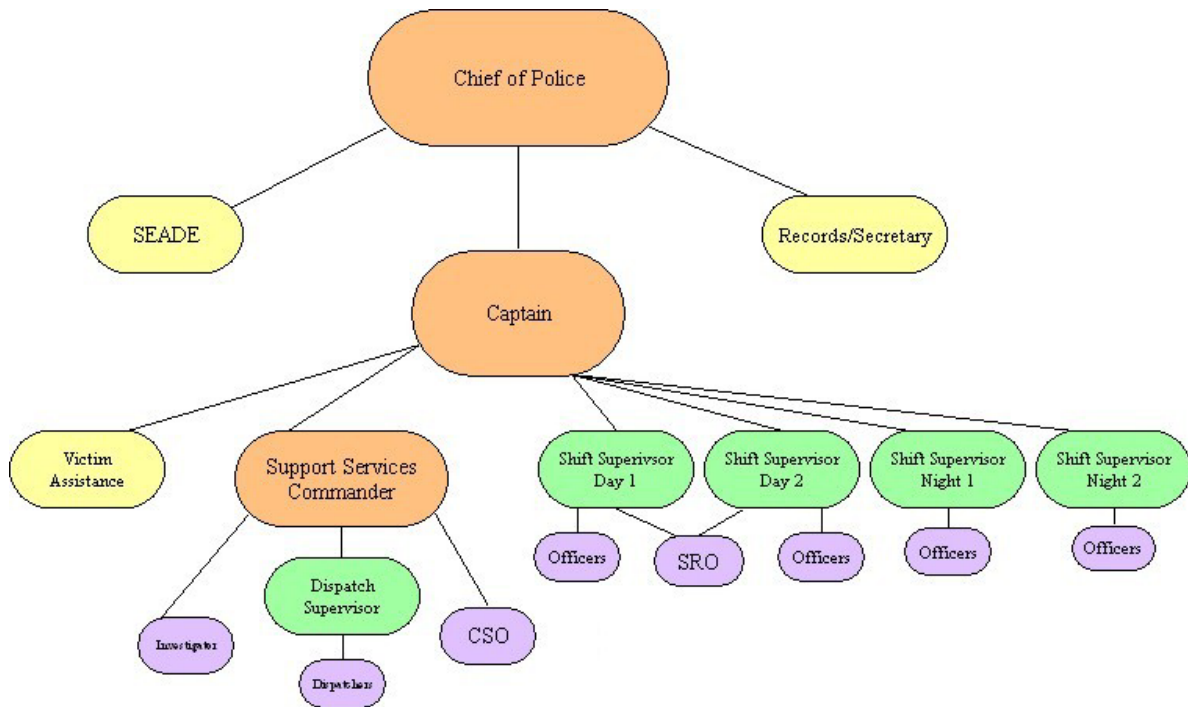 Chief of Police
SEADE
Records/Secretary
Captain
Victim
Assistance
Support Services
Commander
Shift Superivsor
Day 1
Shift Supervisor
Day 2
Shift Supervisor
Night 1
Shift Supervisor
Night 2
Officers
SRO
Officers
Officers
Officers
Dispatch
Supervisor
Investigator
CSO
Dispatchers